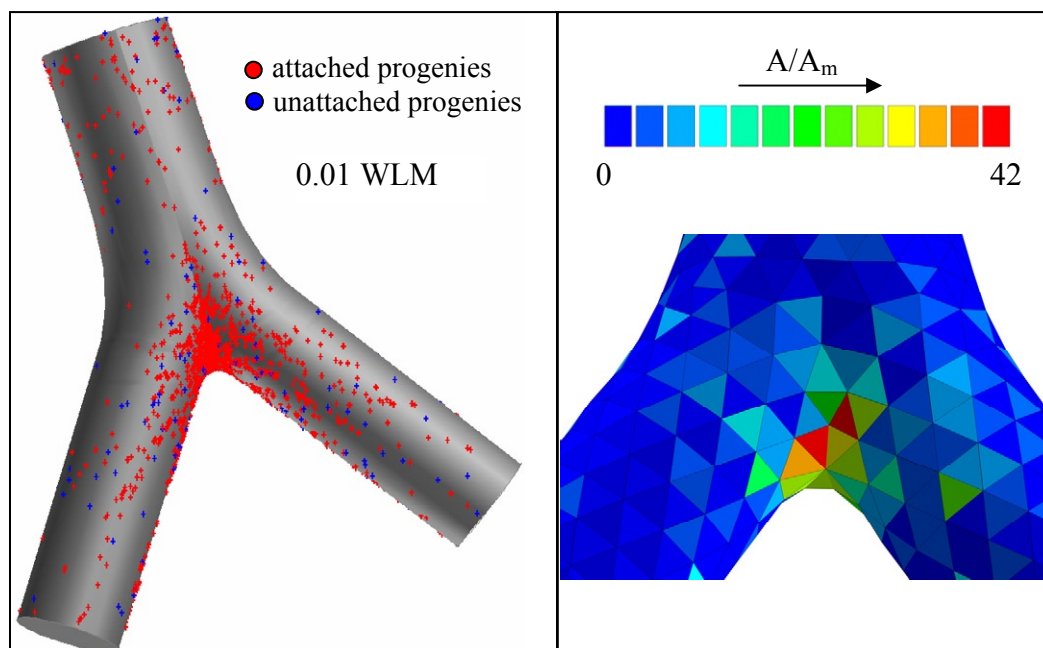 attached progenies
unattached progenies
0.01 WLM
A/Aₘ
0 42